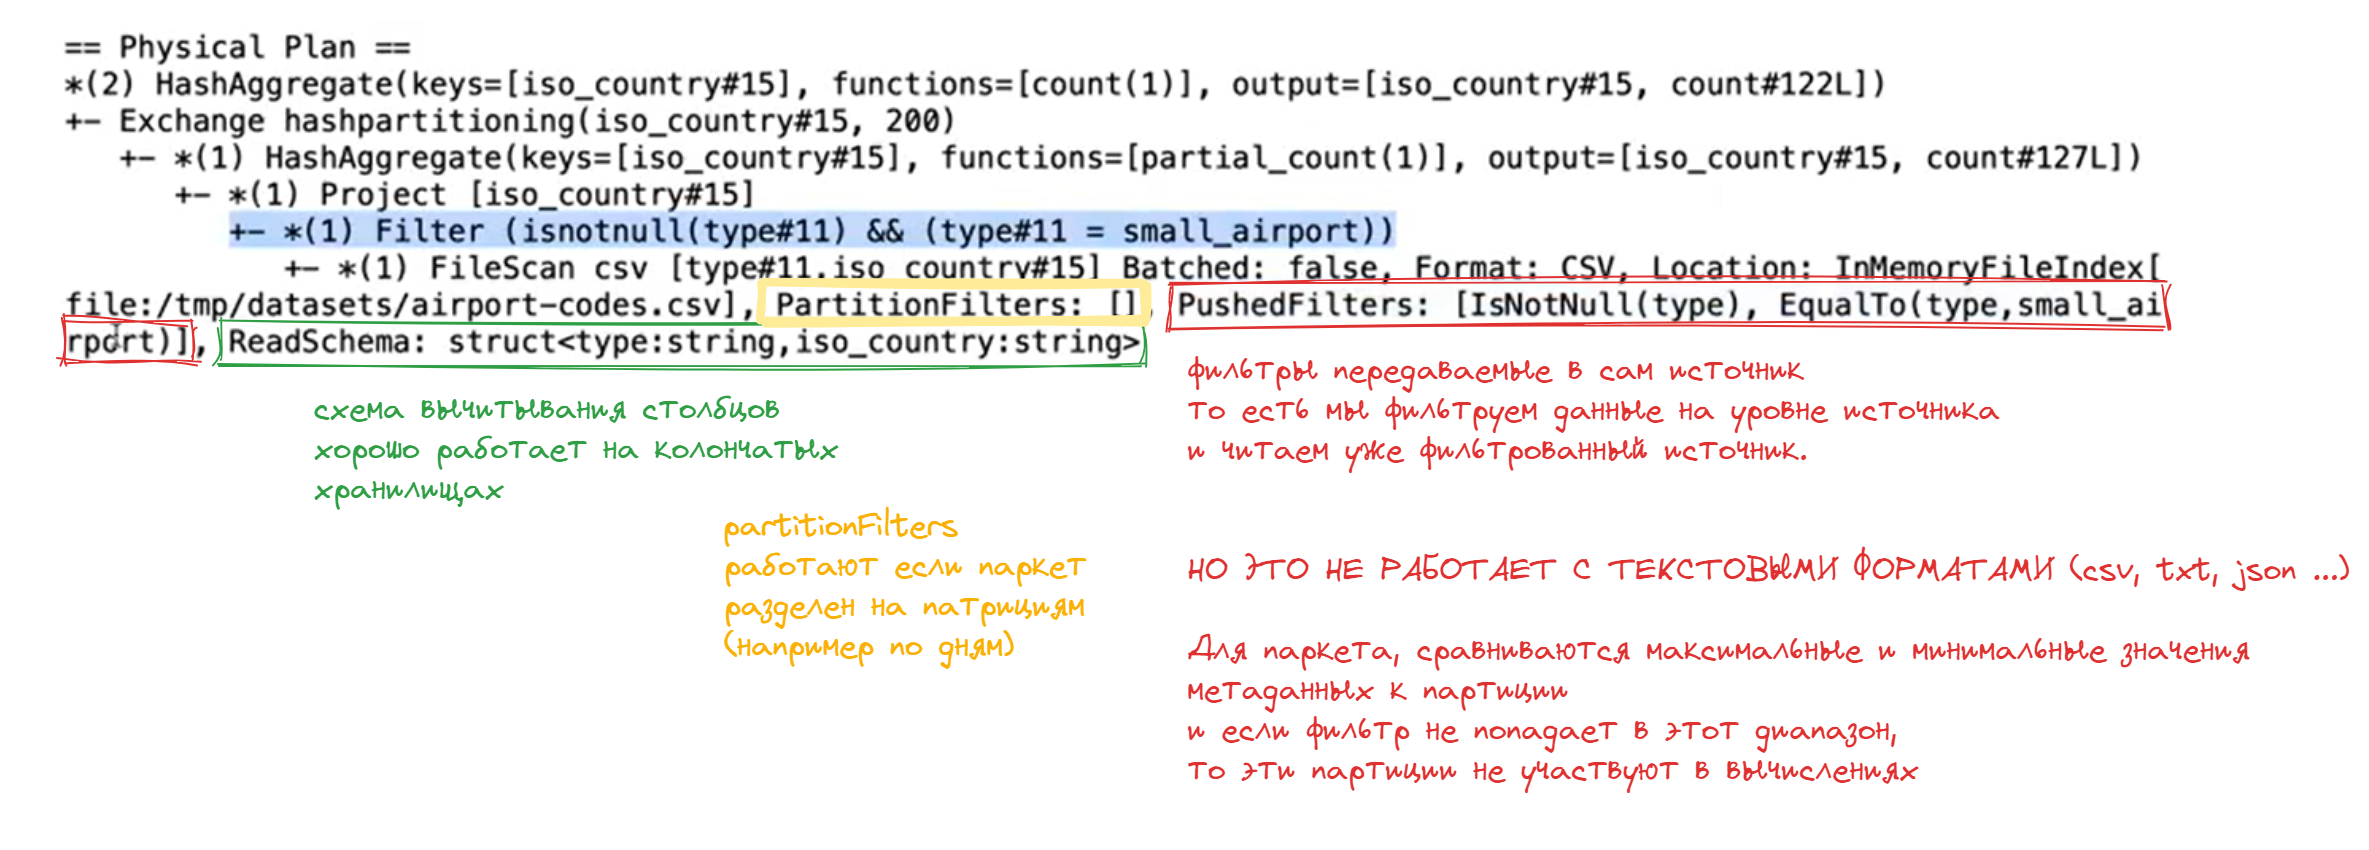 == Physical Plan ==
*(2) HashAggregate(keys=[iso_country#15], functions=[count(1)], output=[iso_country#15, count#122L])
+- Exchange hashpartitioning(iso_country#15, 200)
+- *(1) HashAggregate(keys=[iso_country#15], functions=[partial_count(1)], output=[iso_country#15, count#127L])
+- *(1) Project [iso_country#15]
+- *(1) Filter (isnotnull(type#11) && (type#11 = small_airport))
+- *(1) FileScan csv [type#11,iso_country#15] Batched: false, Format: CSV, Location: InMemoryFileIndex[
file:/tmp/datasets/airport-codes.csv], PartitionFilters: [], PushedFilters: [IsNotNull(type), EqualTo(type,small_ai
rport)], ReadSchema: struct<type:string,iso_country:string>
схема вычитывания столбцов
хорошо работает на колончатых
хранилищах
partitionFilters
работают если паркет
разделен на патрициям
(например по дням)
фильтры передаваемые в сам источник
то есть мы фильтруем данные на уровне источника
и читаем уже фильтрованный источник.
НО ЭТО НЕ РАБОТАЕТ С ТЕКСТОВЫМИ ФОРМАТАМИ (csv, txt, json ...)
Для паркета, сравниваются максимальные и минимальные значения
метаданных к партиции
и если фильтр не попадает в этот диапазон,
то эти партиции не участвуют в вычислениях